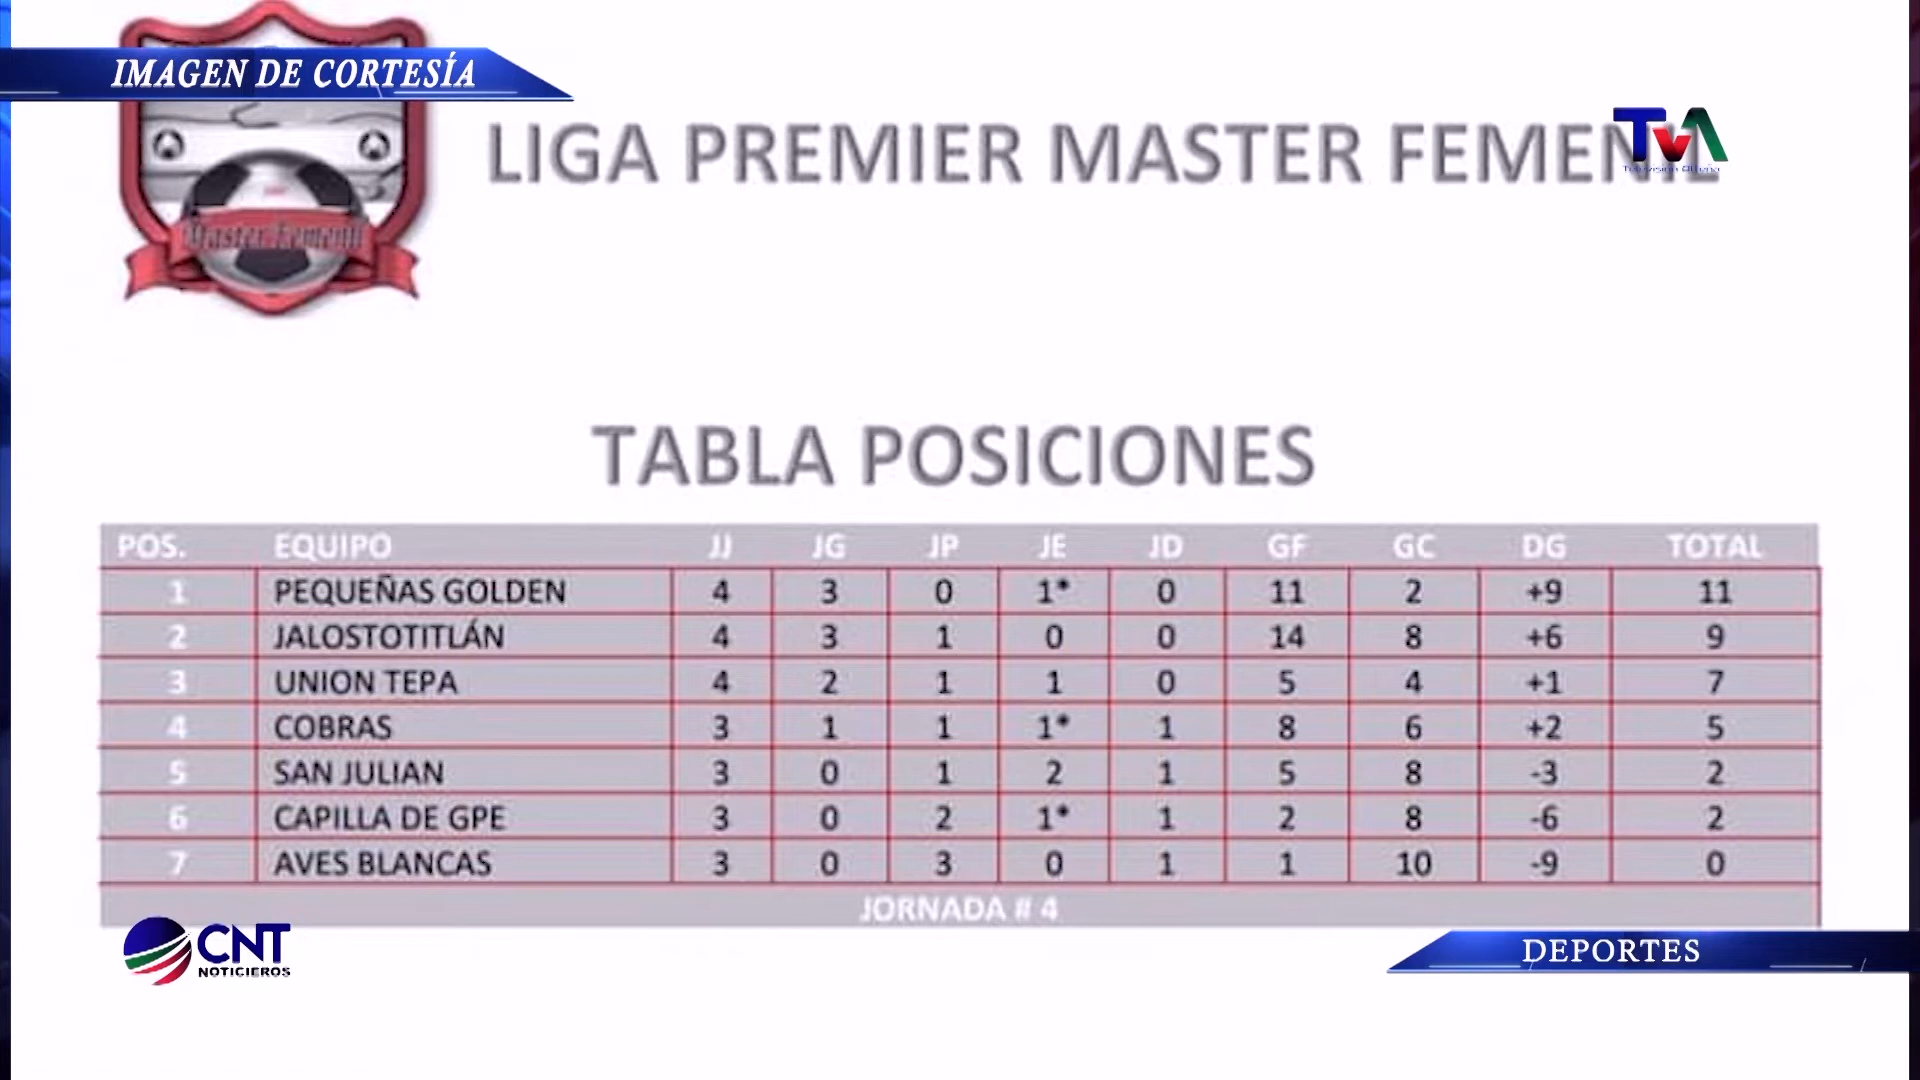 IMAGEN DE CORTESÍA
LIGA PREMIER MASTER FEMENIL
TVA
Master Femenil
TABLA POSICIONES
POS. EQUIPO JJ JG JP JE JD GF GC DG TOTAL
1 PEQUEÑAS GOLDEN 4 3 0 1* 0 11 2 +9 11
2 JALOSTOTITLÁN 4 3 1 0 0 14 8 +6 9
3 UNION TEPA 4 2 1 1 0 5 4 +1 7
4 COBRAS 3 1 1 1* 1 8 6 +2 5
5 SAN JULIAN 3 0 1 2 1 5 8 -3 2
6 CAPILLA DE GPE 3 0 2 1* 1 2 8 -6 2
7 AVES BLANCAS 3 0 3 0 1 1 10 -9 0
JORNADA # 4
CNT
NOTICIEROS
DEPORTES